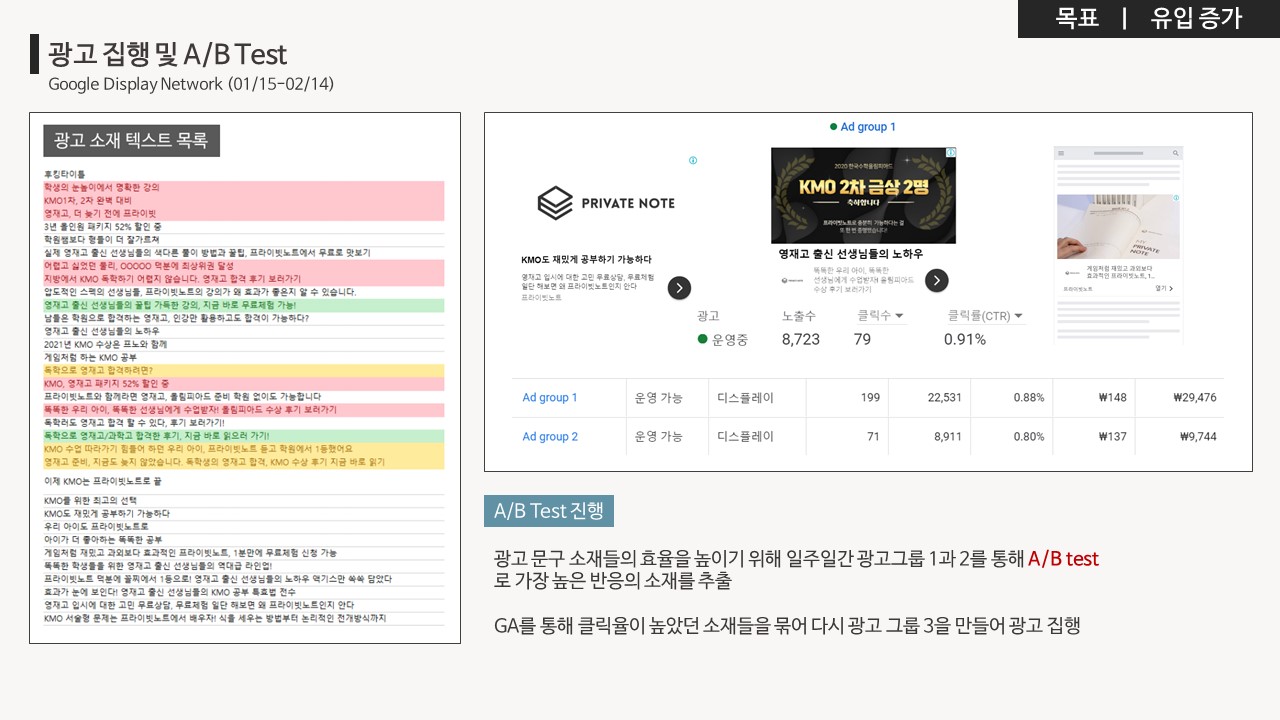 목표 | 유입 증가
광고 집행 및 A/B Test
Google Display Network (01/15-02/14)
광고 소재 텍스트 목록
후킹타이틀
학생의 눈높이에서 명확한 강의
KMO1차, 2차 완벽 대비
영재고, 더 늦기 전에 프라이빗
3년 올인원 패키지 52% 할인 중
학원쌤보다 형들이 더 잘가르쳐
실제 영재고 출신 선생님들의 색다른 풀이 방법과 꿀팁, 프라이빗노트에서 무료로 맛보기
어렵고 싫었던 물리, OOOOO 덕분에 최상위권 달성
지방에서 KMO 독학하기 어렵지 않습니다. 영재고 합격 후기 보러가기
압도적인 스펙의 선생님들, 프라이빗노트의 강의가 왜 효과가 좋은지 알 수 있습니다.
영재고 출신 선생님들의 꿀팁 가득한 강의, 지금 바로 무료체험 가능!
남들은 학원으로 합격하는 영재고, 인강만 활용하고도 합격이 가능하다?
영재고 출신 선생님들의 노하우
2021년 KMO 수상은 프노와 함께
게임처럼 하는 KMO 공부
독학으로 영재고 합격하려면?
KMO, 영재고 패키지 52% 할인 중
프라이빗노트와 함께라면 영재고, 올림피아드 준비 학원 없이도 가능합니다
똑똑한 우리 아이, 똑똑한 선생님에게 수업받자! 올림피아드 수상 후기 보러가기
독학러도 영재고 합격 할 수 있다, 후기 보러가기!
독학으로 영재고/과학고 합격한 후기, 지금 바로 읽으러 가기!
KMO 수업 따라가기 힘들어 하던 우리 아이, 프라이빗노트 듣고 학원에서 1등했어요
영재고 준비, 지금도 늦지 않았습니다. 독학생의 영재고 합격, KMO 수상 후기 지금 바로 읽기
이제 KMO는 프라이빗노트로 끝
KMO를 위한 최고의 선택
KMO도 재밌게 공부하기 가능하다
우리 아이도 프라이빗노트로
아이가 더 좋아하는 똑똑한 공부
게임처럼 재밌고 과외보다 효과적인 프라이빗노트, 1분만에 무료체험 신청 가능
똑똑한 학생들을 위한 영재고 출신 선생님들의 역대급 라인업!
프라이빗노트 덕분에 꼴찌에서 1등으로! 영재고 출신 선생님들의 노하우 액기스만 쏙쏙 담았다
효과가 눈에 보인다! 영재고 출신 선생님들의 KMO 공부 특효법 전수
영재고 입시에 대한 고민 무료상담, 무료체험 일단 해보면 왜 프라이빗노트인지 안다
KMO 서술형 문제는 프라이빗노트에서 배우자! 식을 세우는 방법부터 논리적인 전개방식까지
Ad group 1
PRIVATE NOTE
KMO도 재밌게 공부하기 가능하다
영재고 입시에 대한 고민 무료상담, 무료체험
일단 해보면 왜 프라이빗노트인지 안다
프라이빗노트
2020 한국수학올림피아드
KMO 2차 금상 2명
축하합니다
프라이빗노트로 충분히 가능하다는 걸
또 한 번 증명했습니다!
영재고 출신 선생님들의 노하우
똑똑한 우리 아이, 똑똑한
선생님에게 수업받자! 올림피아드
수상 후기 보러가기
MY
PRIVATE
NOTE
게임처럼 재밌고 과외보다
효과적인 프라이빗노트, 1...
프라이빗노트 열기
광고 노출수 클릭수 클릭률(CTR)
운영중 8,723 79 0.91%
Ad group 1 운영 가능 디스플레이 199 22,531 0.88% ₩148 ₩29,476
Ad group 2 운영 가능 디스플레이 71 8,911 0.80% ₩137 ₩9,744
A/B Test 진행
광고 문구 소재들의 효율을 높이기 위해 일주일간 광고그룹 1과 2를 통해 A/B test
로 가장 높은 반응의 소재를 추출
GA를 통해 클릭율이 높았던 소재들을 묶어 다시 광고 그룹 3을 만들어 광고 집행